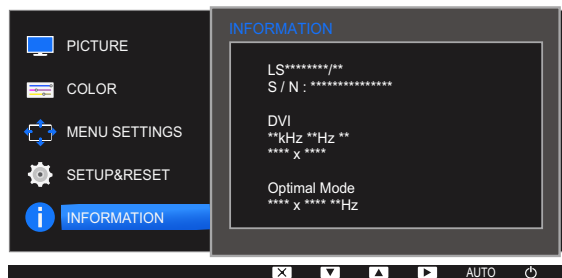 PICTURE
COLOR
MENU SETTINGS
SETUP&RESET
INFORMATION
INFORMATION
LS********/**
S / N : ***************
DVI
**kHz **Hz **
**** x ****
Optimal Mode
**** x **** **Hz
AUTO